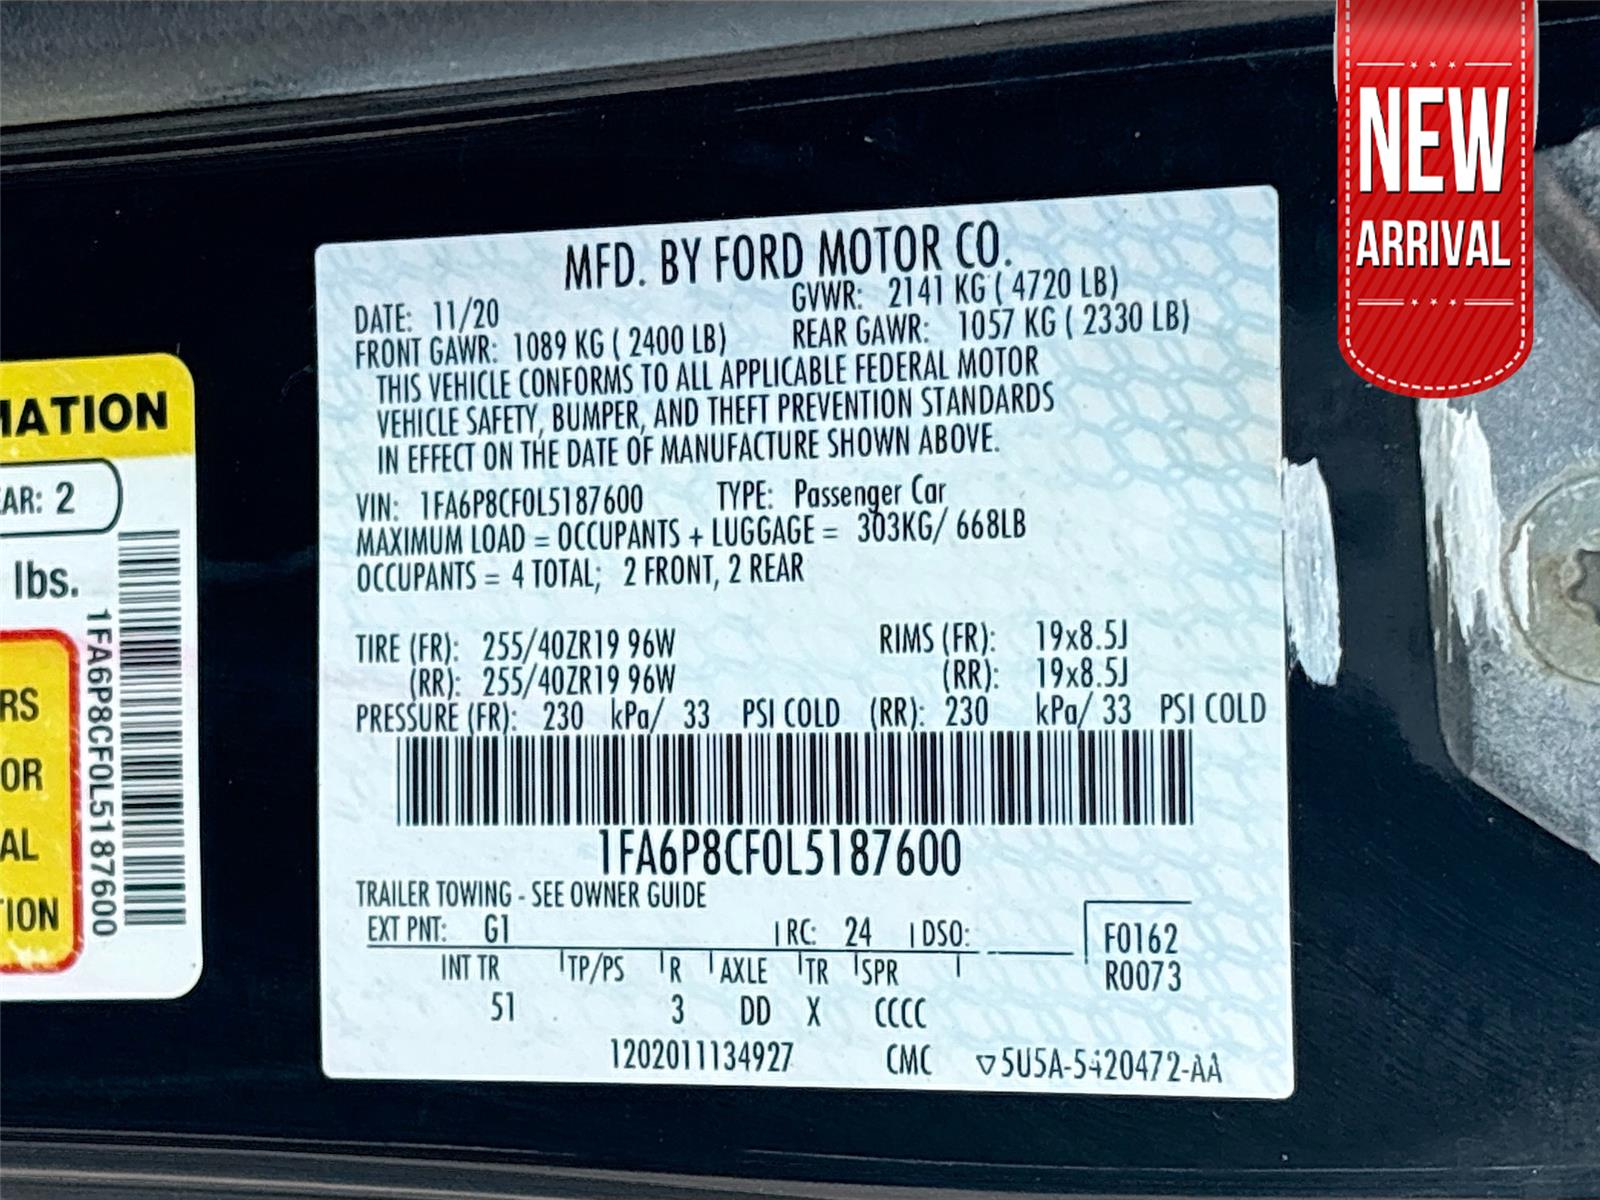 NEW
ARRIVAL
MFD. BY FORD MOTOR CO.
DATE: 11/20 GVWR: 2141 KG ( 4720 LB)
FRONT GAWR: 1089 KG ( 2400 LB) REAR GAWR: 1057 KG ( 2330 LB)
THIS VEHICLE CONFORMS TO ALL APPLICABLE FEDERAL MOTOR
VEHICLE SAFETY, BUMPER, AND THEFT PREVENTION STANDARDS
IN EFFECT ON THE DATE OF MANUFACTURE SHOWN ABOVE.
VIN: 1FA6P8CF0L5187600 TYPE: Passenger Car
MAXIMUM LOAD = OCCUPANTS + LUGGAGE = 303KG/ 668LB
OCCUPANTS = 4 TOTAL; 2 FRONT, 2 REAR
TIRE (FR): 255/40ZR19 96W RIMS (FR): 19x8.5J
(RR): 255/40ZR19 96W (RR): 19x8.5J
PRESSURE (FR): 230 kPa/ 33 PSI COLD (RR): 230 kPa/ 33 PSI COLD
1FA6P8CF0L5187600
TRAILER TOWING - SEE OWNER GUIDE
EXT PNT: G1 RC: 24 DSO: F0162
R0073
INT TR TP/PS R AXLE TR SPR
51 3 DD X CCCC
1202011134927 CMC ▽5U5A-5420472-AA
MATION
EAR: 2
lbs.
1FA6P8CF0L5187600
RS
OR
AL
TION